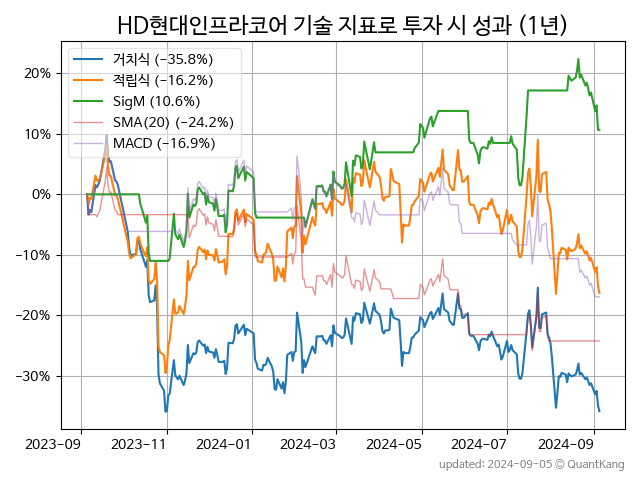 HD현대인프라코어 기술 지표로 투자 시 성과 (1년)
거치식 (−35.8%)
적립식 (−16.2%)
SigM (10.6%)
SMA(20) (−24.2%)
MACD (−16.9%)
20%
10%
0%
−10%
−20%
−30%
2023-09 2023-11 2024-01 2024-03 2024-05 2024-07 2024-09
updated: 2024-09-05 © QuantKang